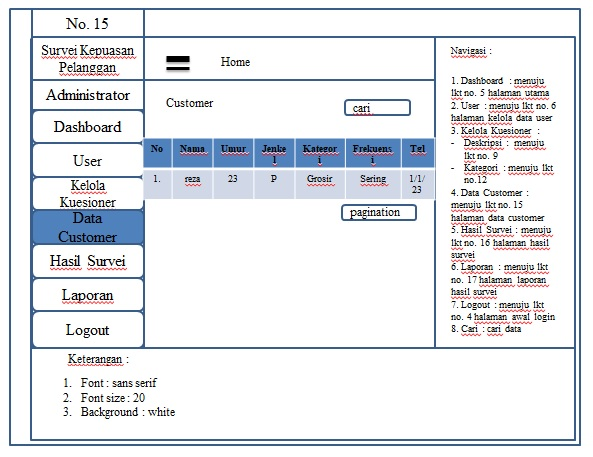 No. 15
Survei Kepuasan
Pelanggan
Administrator
Dashboard
User
Kelola
Kuesioner
Data
Customer
Hasil Survei
Laporan
Logout
Home
Customer
cari
No Nama Umur Jenke
l Kategor
i Frekuens
i Tgl
1. reza 23 P Grosir Sering 1/1/
23
pagination
Navigasi :
1. Dashboard : menuju
lkt no. 5 halaman utama
2. User : menuju lkt no. 6
halaman kelola data user
3. Kelola Kuesioner :
- Deskripsi : menuju
lkt no. 9
- Kategori : menuju lkt
no.12
4. Data Customer :
menuju lkt no. 15
halaman data customer
5. Hasil Survei : menuju
lkt no. 16 halaman hasil
survei
6. Laporan : menuju lkt
no. 17 halaman laporan
hasil survei
7. Logout : menuju lkt
no. 4 halaman awal login
8. Cari : cari data
Keterangan :
1. Font : sans serif
2. Font size : 20
3. Background : white